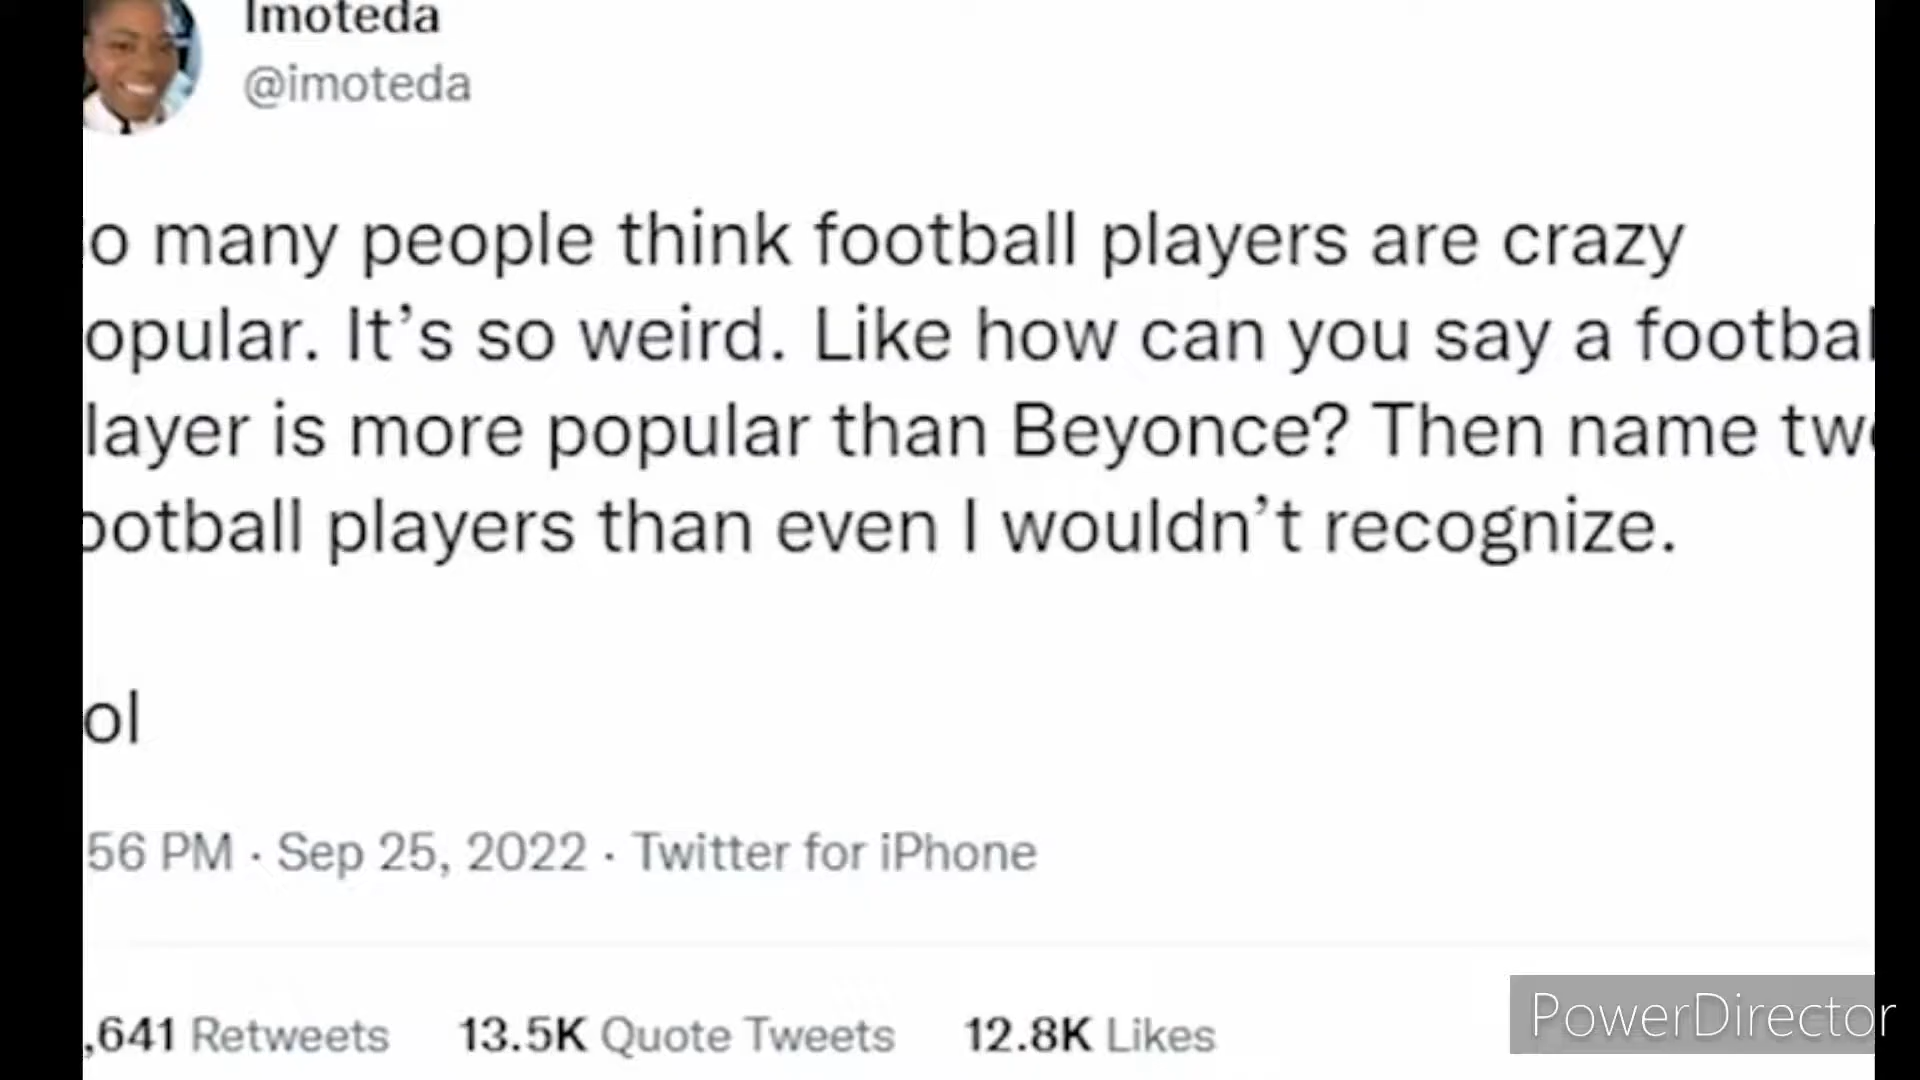 Imoteda
@imoteda
o many people think football players are crazy
opular. It’s so weird. Like how can you say a footbal
layer is more popular than Beyonce? Then name tw
ootball players than even I wouldn’t recognize.
ol
56 PM · Sep 25, 2022 · Twitter for iPhone
,641 Retweets 13.5K Quote Tweets 12.8K Likes
PowerDirector